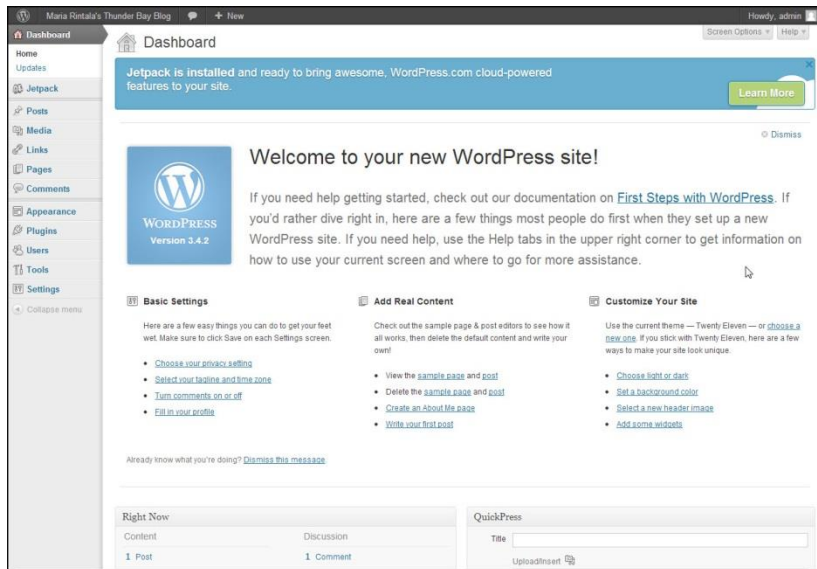 Maria Rintala's Thunder Bay Blog + New Howdy, admin
Dashboard
Home
Updates
Jetpack
Posts
Media
Links
Pages
Comments
Appearance
Plugins
Users
Tools
Settings
Collapse menu
Screen Options Help
Dashboard
Jetpack is installed and ready to bring awesome, WordPress.com cloud-powered
features to your site.
Learn More
Dismiss
WORDPRESS
Version 3.4.2
Welcome to your new WordPress site!
If you need help getting started, check out our documentation on First Steps with WordPress. If
you'd rather dive right in, here are a few things most people do first when they set up a new
WordPress site. If you need help, use the Help tabs in the upper right corner to get information on
how to use your current screen and where to go for more assistance.
Basic Settings
Here are a few easy things you can do to get your feet
wet. Make sure to click Save on each Settings screen.
• Choose your privacy setting
• Select your tagline and time zone
• Turn comments on or off
• Fill in your profile
Add Real Content
Check out the sample page & post editors to see how it
all works, then delete the default content and write your
own!
• View the sample page and post
• Delete the sample page and post
• Create an About Me page
• Write your first post
Customize Your Site
Use the current theme — Twenty Eleven — or choose a
new one. If you stick with Twenty Eleven, here are a few
ways to make your site look unique.
• Choose light or dark
• Set a background color
• Select a new header image
• Add some widgets
Already know what you're doing? Dismiss this message.
Right Now
Content Discussion
1 Post 1 Comment
QuickPress
Title
Upload/Insert